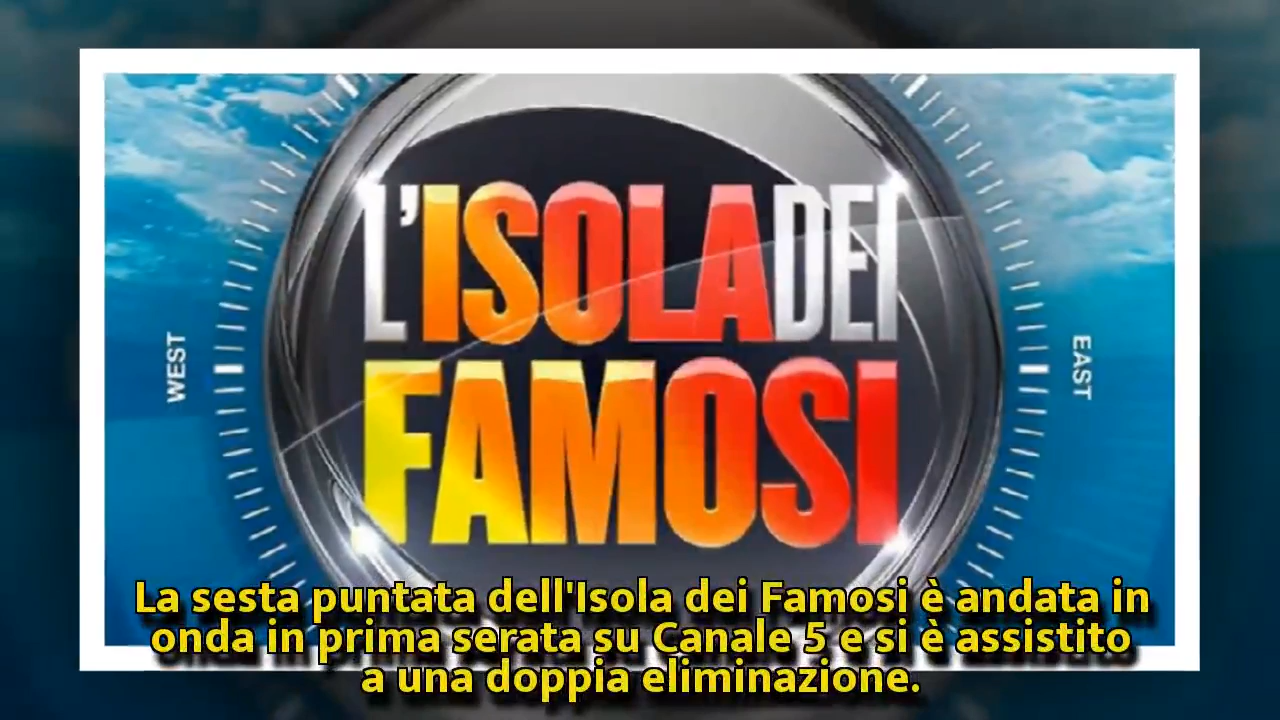 L'ISOLA DEI
FAMOSI
WEST
EAST
La sesta puntata dell'Isola dei Famosi è andata in
onda in prima serata su Canale 5 e si è assistito
a una doppia eliminazione.